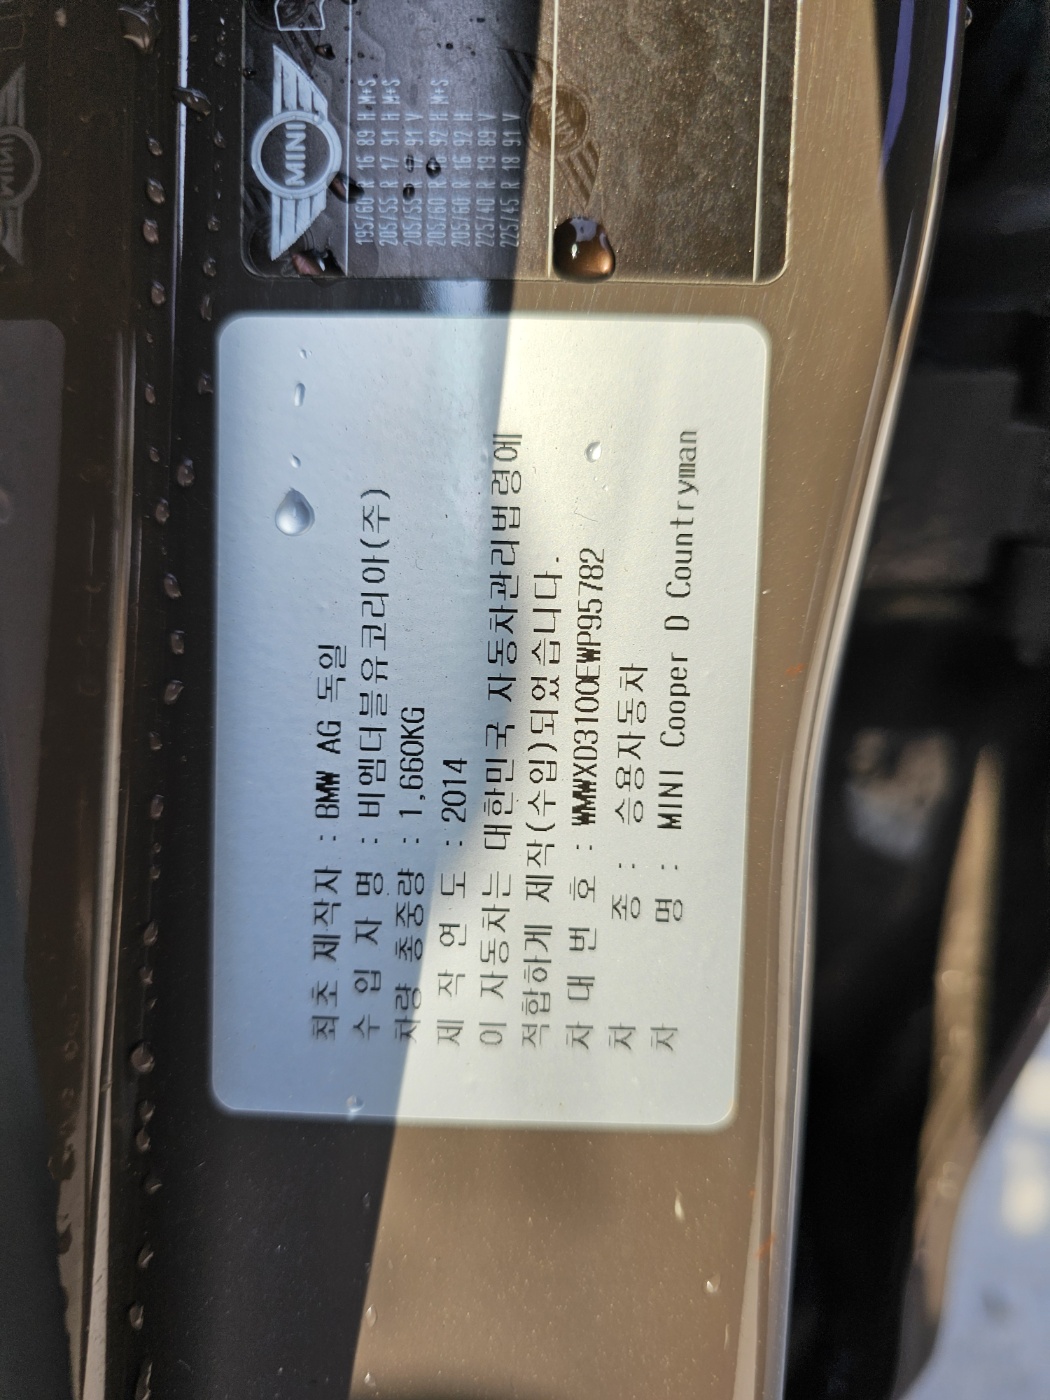 MINI
195/60 R 16 89 H M+S
205/55 R 17 91 H M+S
205/55 R 17 91 V
205/60 R 16 92 H M+S
205/60 R 16 92 H
225/40 R 19 89 V
225/45 R 18 91 V
최초 제작자 : BMW AG 독일
수 입 자 명 : 비엠더블유코리아(주)
차량 총중량 : 1,660KG
제 작 연 도 : 2014
이 자동차는 대한민국 자동차관리법령에
적합하게 제작(수입)되었습니다.
차 대 번 호 : WMWXD3100EWP95782
차 종 : 승용자동차
차 명 : MINI Cooper D Countryman